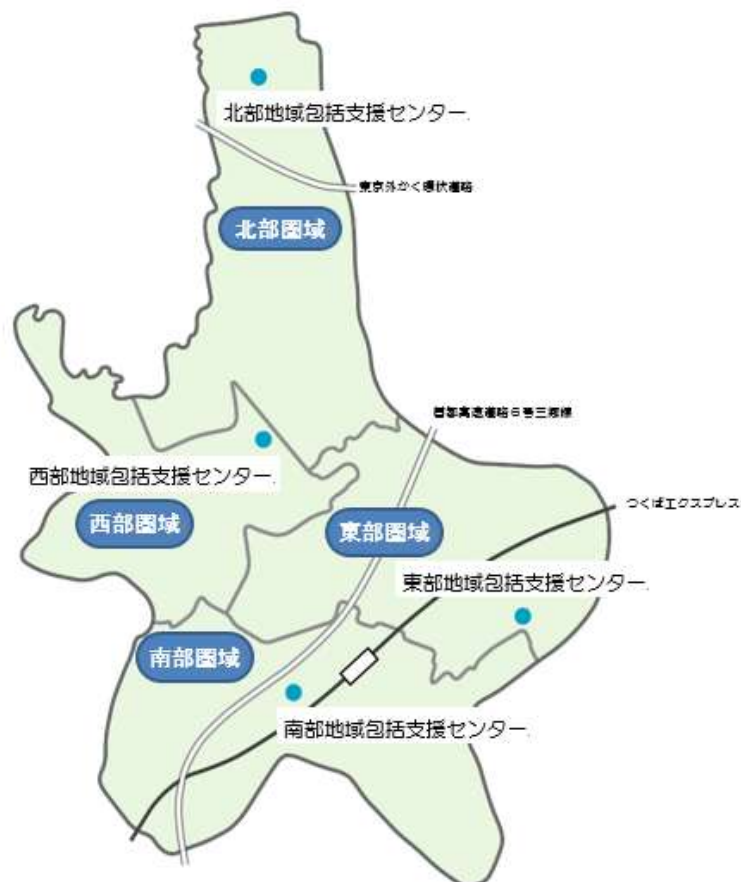 北部地域包括支援センター.
東京外かく環状道路
北部圏域
首都高速道路6号三郷線
西部地域包括支援センター.
つくばエクスプレス
西部圏域
東部圏域
東部地域包括支援センター.
南部圏域
南部地域包括支援センター.